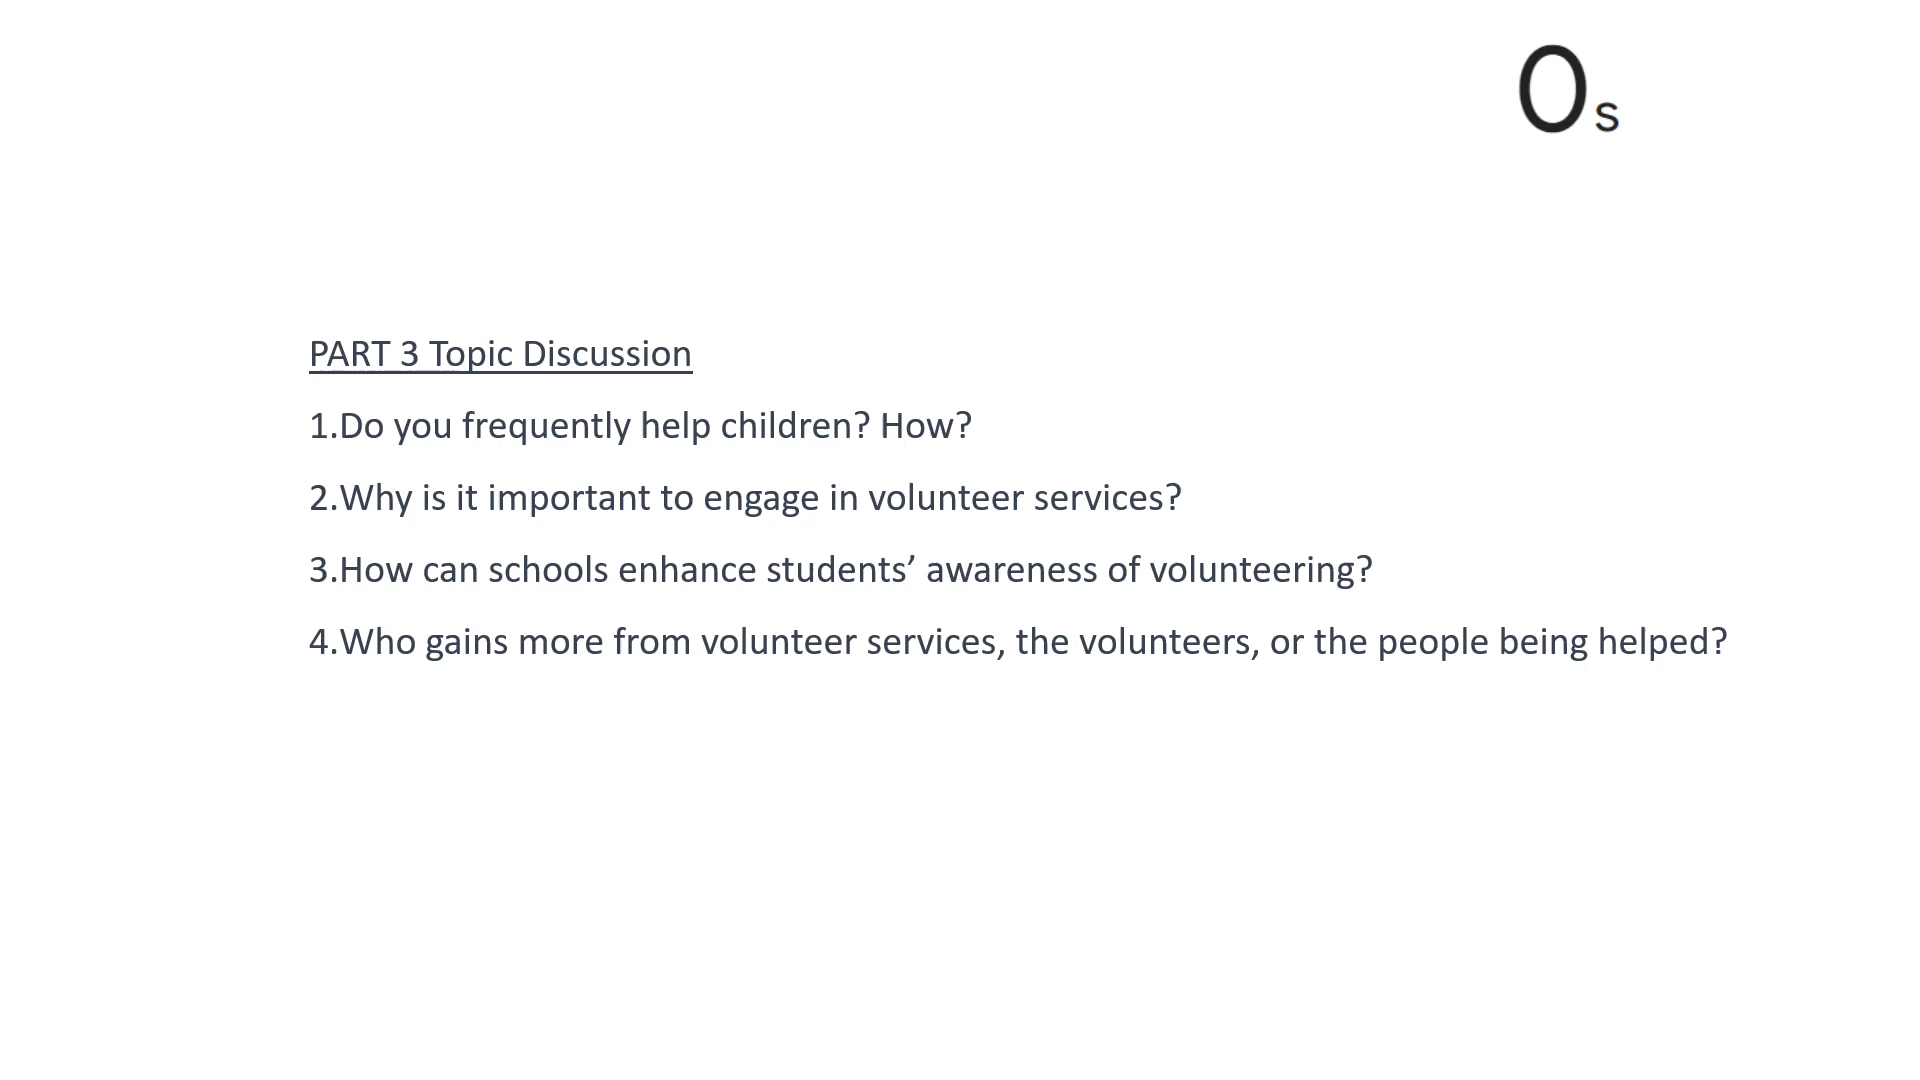 0s
PART 3 Topic Discussion
1.Do you frequently help children? How?
2.Why is it important to engage in volunteer services?
3.How can schools enhance students’ awareness of volunteering?
4.Who gains more from volunteer services, the volunteers, or the people being helped?